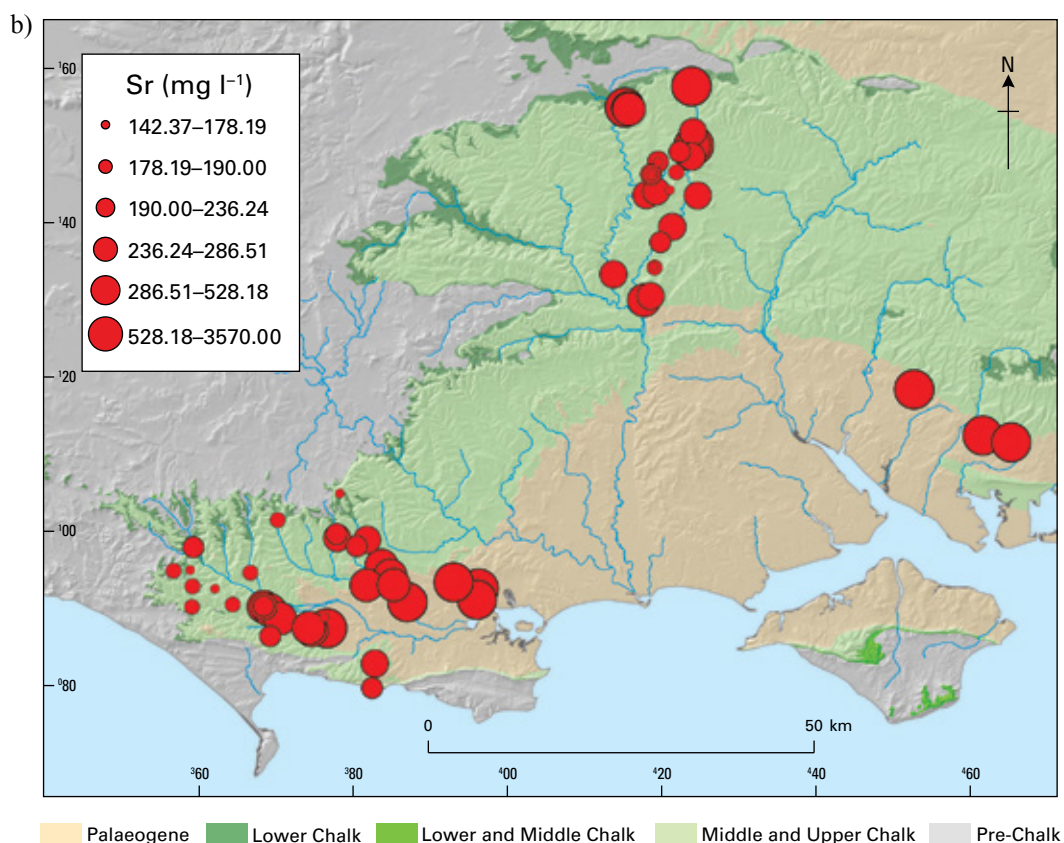 b)
Sr (mg l⁻¹)
142.37–178.19
178.19–190.00
190.00–236.24
236.24–286.51
286.51–528.18
528.18–3570.00
N
¹60
¹40
¹20
¹00
⁰80
0 50 km
³60 ³80 ⁴00 ⁴20 ⁴40 ⁴60
Palaeogene Lower Chalk Lower and Middle Chalk Middle and Upper Chalk Pre-Chalk